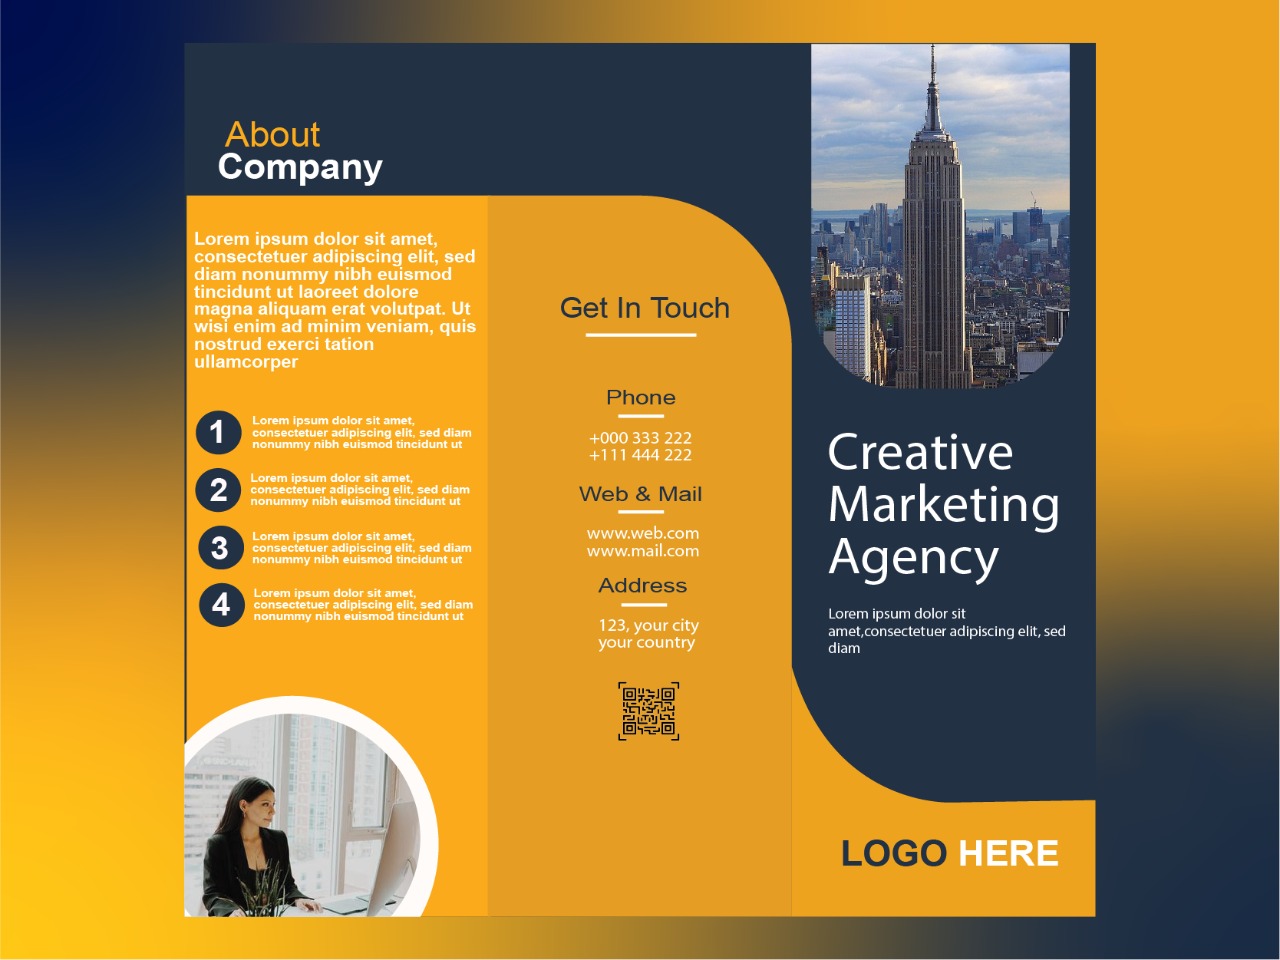 About
Company
Lorem ipsum dolor sit amet,
consectetuer adipiscing elit, sed
diam nonummy nibh euismod
tincidunt ut laoreet dolore
magna aliquam erat volutpat. Ut
wisi enim ad minim veniam, quis
nostrud exerci tation
ullamcorper
1
Lorem ipsum dolor sit amet,
consectetuer adipiscing elit, sed diam
nonummy nibh euismod tincidunt ut
2
Lorem ipsum dolor sit amet,
consectetuer adipiscing elit, sed diam
nonummy nibh euismod tincidunt ut
3
Lorem ipsum dolor sit amet,
consectetuer adipiscing elit, sed diam
nonummy nibh euismod tincidunt ut
4
Lorem ipsum dolor sit amet,
consectetuer adipiscing elit, sed diam
nonummy nibh euismod tincidunt ut
Get In Touch
Phone
+000 333 222
+111 444 222
Web & Mail
www.web.com
www.mail.com
Address
123, your city
your country
Creative
Marketing
Agency
Lorem ipsum dolor sit
amet,consectetuer adipiscing elit, sed
diam
LOGO HERE